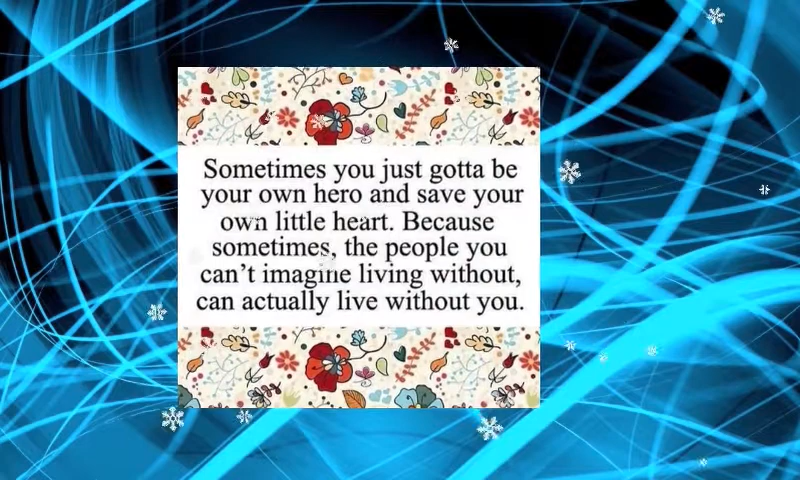 Sometimes you just gotta be
your own hero and save your
own little heart. Because
sometimes, the people you
can’t imagine living without,
can actually live without you.